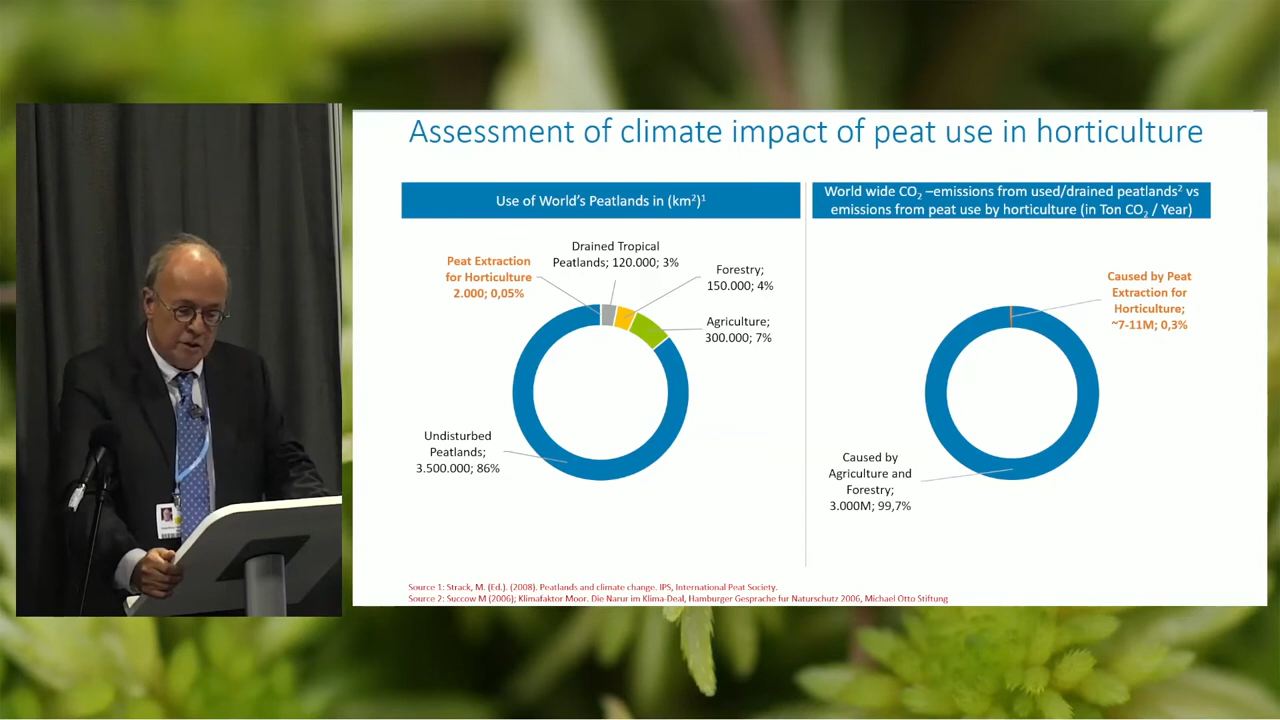 Assessment of climate impact of peat use in horticulture
Use of World's Peatlands in (km²)¹
Drained Tropical
Peatlands; 120.000; 3%
Peat Extraction
for Horticulture
2.000; 0,05%
Forestry;
150.000; 4%
Agriculture;
300.000; 7%
Undisturbed
Peatlands;
3.500.000; 86%
World wide CO₂ –emissions from used/drained peatlands² vs
emissions from peat use by horticulture (in Ton CO₂ / Year)
Caused by Peat
Extraction for
Horticulture;
~7-11M; 0,3%
Caused by
Agriculture and
Forestry;
3.000M; 99,7%
Source 1: Strack, M. (Ed.). (2008). Peatlands and climate change. IPS, International Peat Society.
Source 2: Succow M (2006); Klimafaktor Moor. Die Narur im Klima-Deal, Hamburger Gesprache fur Naturschutz 2006, Michael Otto Stiftung